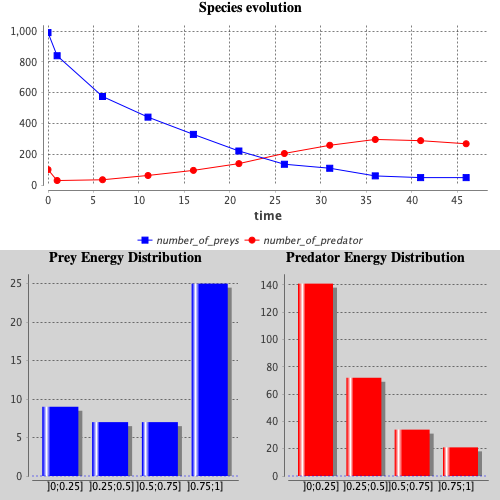 Species evolution
1,000
800
600
400
200
0
0 5 10 15 20 25 30 35 40 45
time
number_of_preys number_of_predator
Prey Energy Distribution
25
20
15
10
5
0
]0;0.25] ]0.25;0.5] ]0.5;0.75] ]0.75;1]
Predator Energy Distribution
140
120
100
80
60
40
20
0
]0;0.25] ]0.25;0.5] ]0.5;0.75] ]0.75;1]